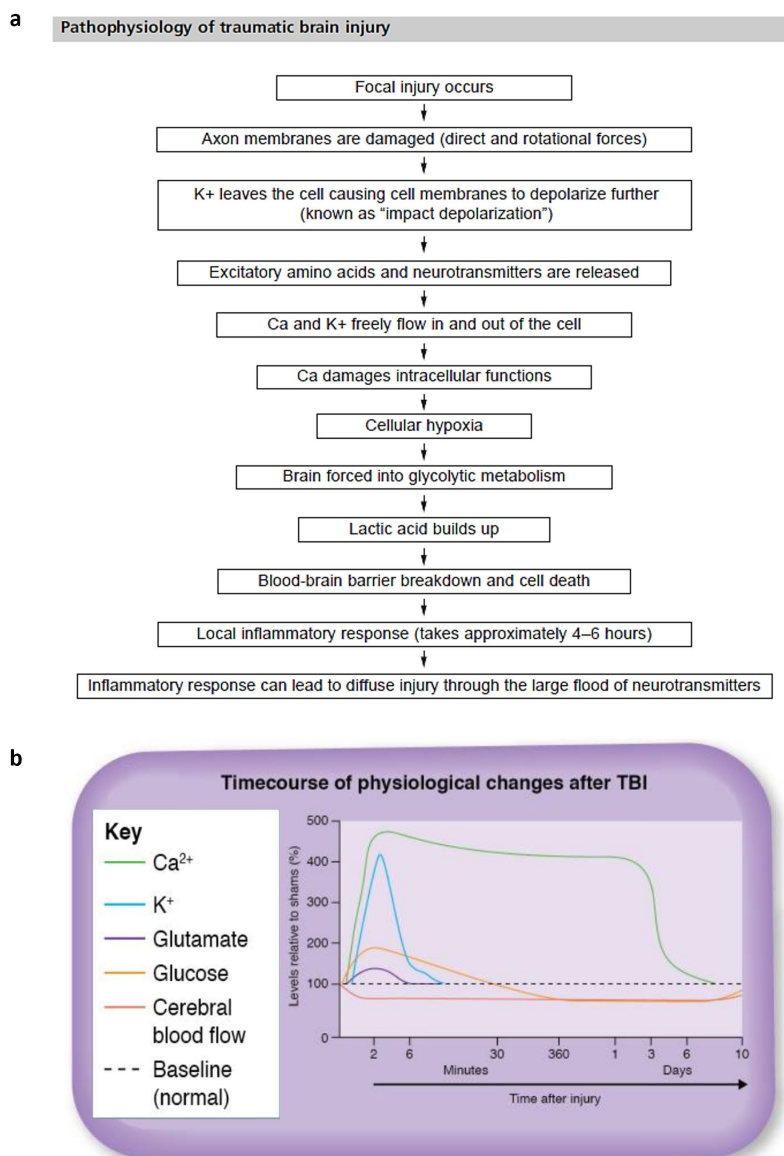 a
Pathophysiology of traumatic brain injury
Focal injury occurs
Axon membranes are damaged (direct and rotational forces)
K+ leaves the cell causing cell membranes to depolarize further
(known as “impact depolarization”)
Excitatory amino acids and neurotransmitters are released
Ca and K+ freely flow in and out of the cell
Ca damages intracellular functions
Cellular hypoxia
Brain forced into glycolytic metabolism
Lactic acid builds up
Blood-brain barrier breakdown and cell death
Local inflammatory response (takes approximately 4–6 hours)
Inflammatory response can lead to diffuse injury through the large flood of neurotransmitters
b
Timecourse of physiological changes after TBI
Key
Ca²⁺
K⁺
Glutamate
Glucose
Cerebral
blood flow
Baseline
(normal)
Levels relative to shams (%)
500
400
300
200
100
0
2 6 30 360 1 3 6 10
Minutes Days
Time after injury